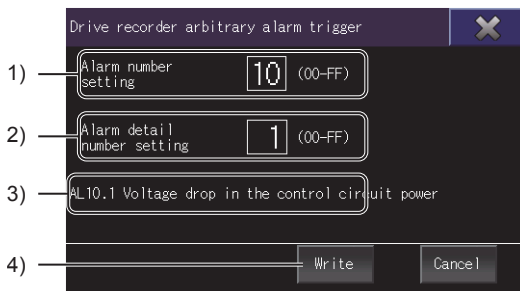 Drive recorder arbitrary alarm trigger
1)
Alarm number
setting
10 (00-FF)
2)
Alarm detail
number setting
1 (00-FF)
3)
AL10.1 Voltage drop in the control circuit power
4)
Write
Cancel